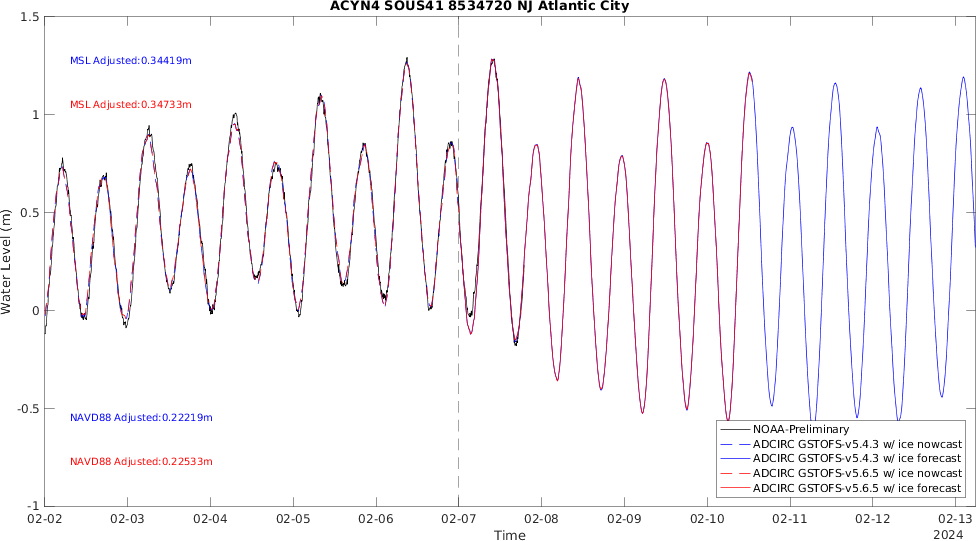 ACYN4 SOUS41 8534720 NJ Atlantic City
1.5
1
0.5
0
-0.5
-1
Water Level (m)
MSL Adjusted:0.34419m
MSL Adjusted:0.34733m
NAVD88 Adjusted:0.22219m
NAVD88 Adjusted:0.22533m
NOAA-Preliminary
ADCIRC GSTOFS-v5.4.3 w/ ice nowcast
ADCIRC GSTOFS-v5.4.3 w/ ice forecast
ADCIRC GSTOFS-v5.6.5 w/ ice nowcast
ADCIRC GSTOFS-v5.6.5 w/ ice forecast
02-02 02-03 02-04 02-05 02-06 02-07 02-08 02-09 02-10 02-11 02-12 02-13
Time
2024